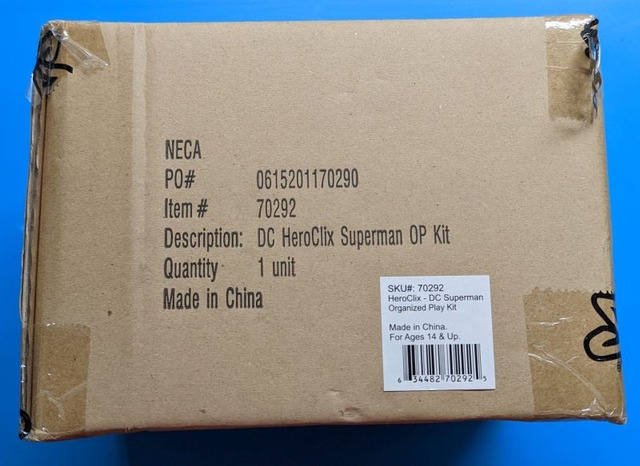 NECA
PO# 0615201170290
Item # 70292
Description: DC HeroClix Superman OP Kit
Quantity 1 unit
Made in China
SKU#: 70292
HeroClix - DC Superman
Organized Play Kit
Made in China.
For Ages 14 & Up.
6 34482 70292 5